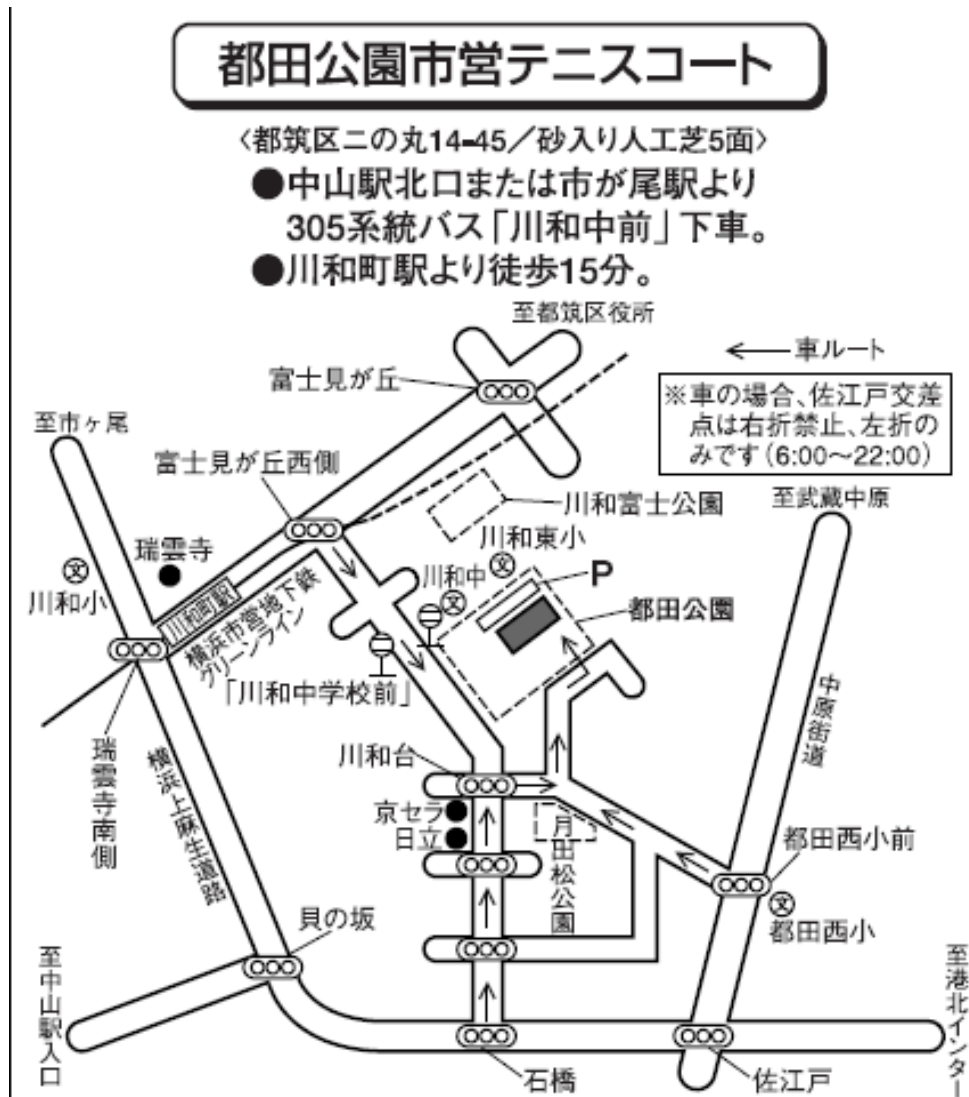 都田公園市営テニスコート
〈都筑区二の丸14-45／砂入り人工芝5面〉
●中山駅北口または市が尾駅より
305系統バス「川和中前」下車。
●川和町駅より徒歩15分。
至都筑区役所
←車ルート
富士見が丘
※車の場合、佐江戸交差
点は右折禁止、左折の
みです（6:00〜22:00）
至市ヶ尾
富士見が丘西側
川和富士公園
至武蔵中原
瑞雲寺
川和東小
文
川和中
文
P
文
川和小
都田公園
川和町駅
横浜市営地下鉄
グリーンライン
「川和中学校前」
中原街道
瑞雲寺南側
横浜上麻生道路
川和台
京セラ
日立
月田松公園
都田西小前
文
都田西小
貝の坂
至中山駅入口
至港北インター
石橋
佐江戸